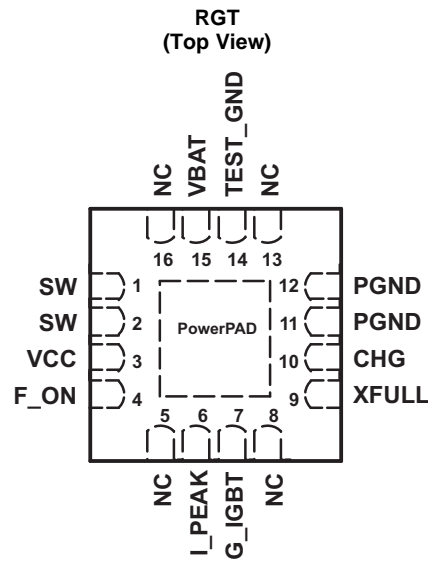 RGT
(Top View)
NC
VBAT
TEST_GND
NC
16
15
14
13
SW 1
SW 2
VCC 3
F_ON 4
PowerPAD
12 PGND
11 PGND
10 CHG
9 XFULL
5
6
7
8
NC
I_PEAK
G_IGBT
NC